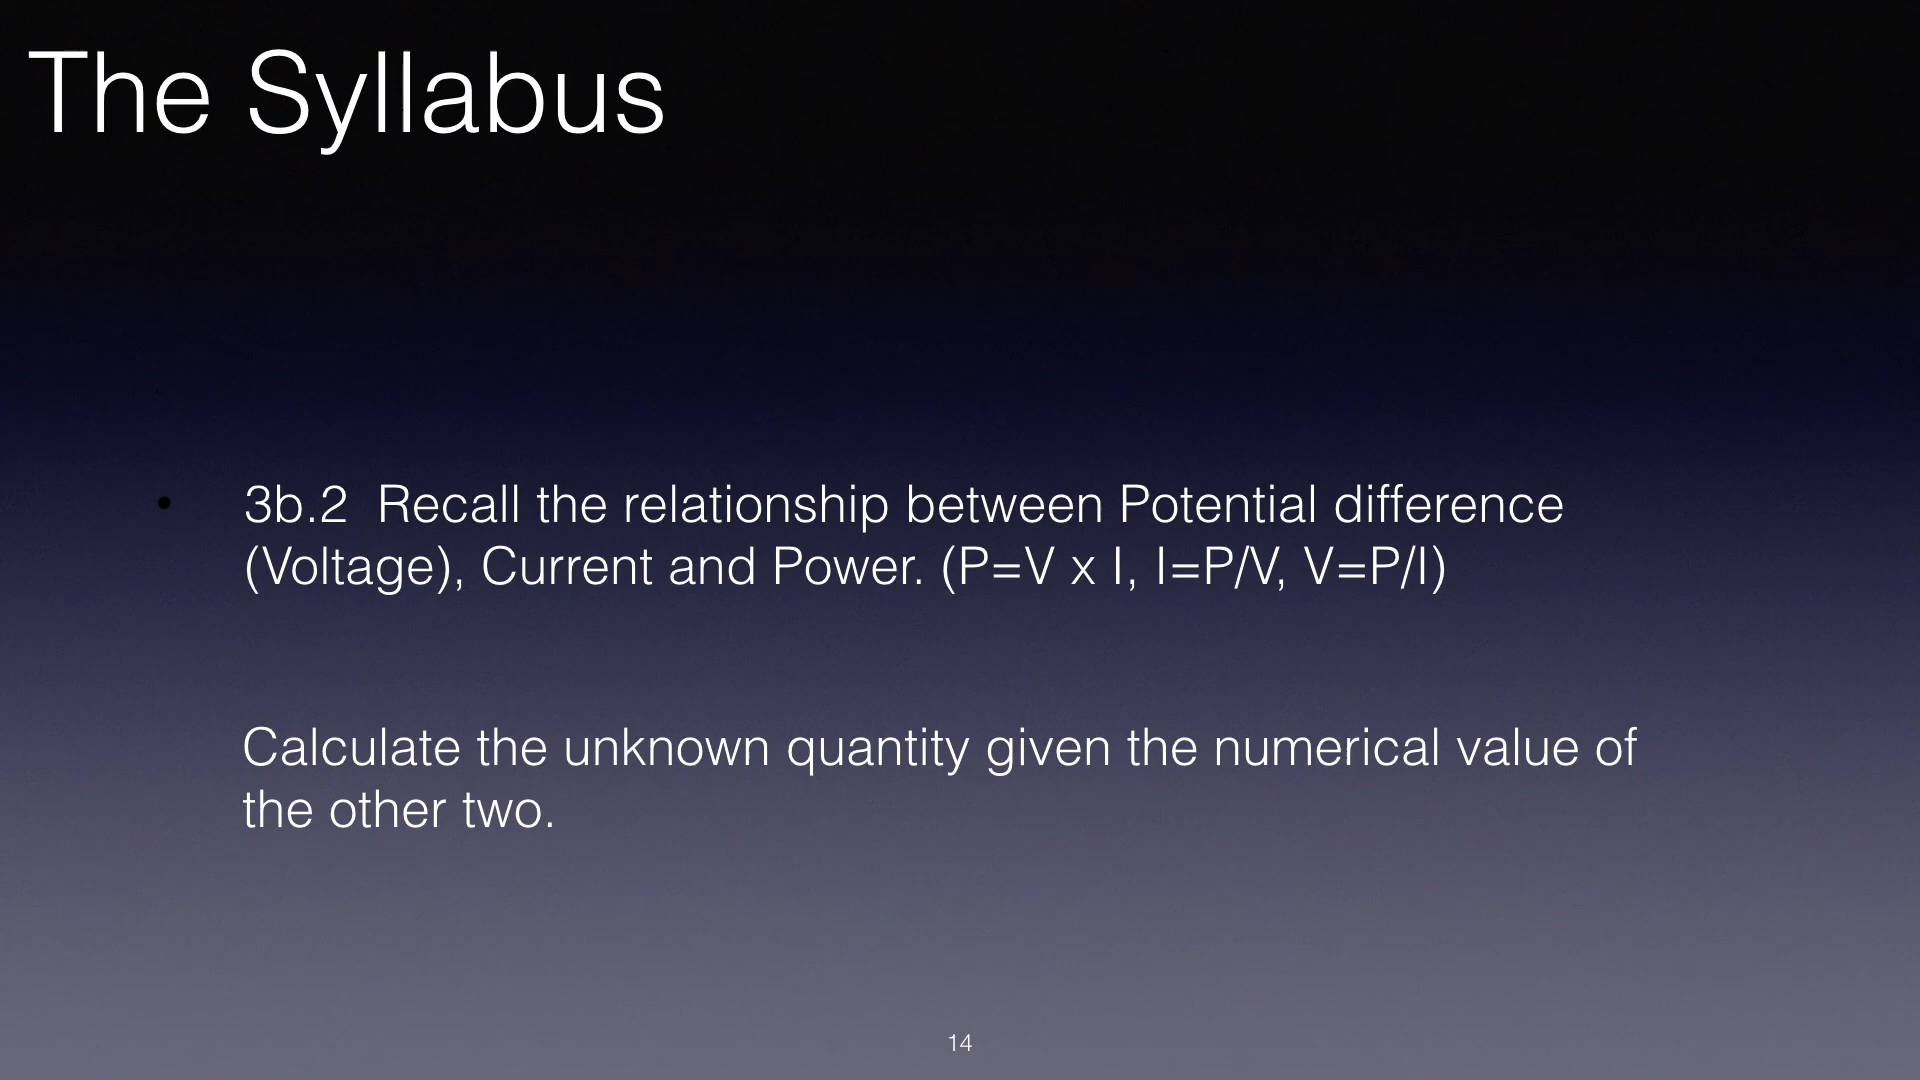 The Syllabus
• 3b.2 Recall the relationship between Potential difference
(Voltage), Current and Power. (P=V x I, I=P/V, V=P/I)
Calculate the unknown quantity given the numerical value of
the other two.
14